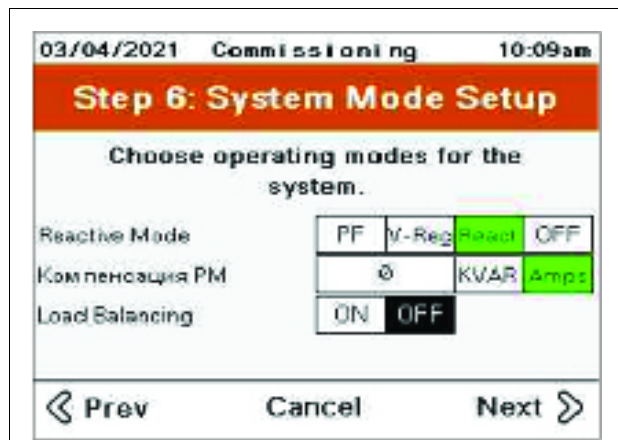 03/04/2021 Commissioning 10:09am
Step 6: System Mode Setup
Choose operating modes for the
system.
Reactive Mode PF V-Reg React OFF
Компенсация РМ 0 KVAR Amps
Load Balancing ON OFF
Prev Cancel Next